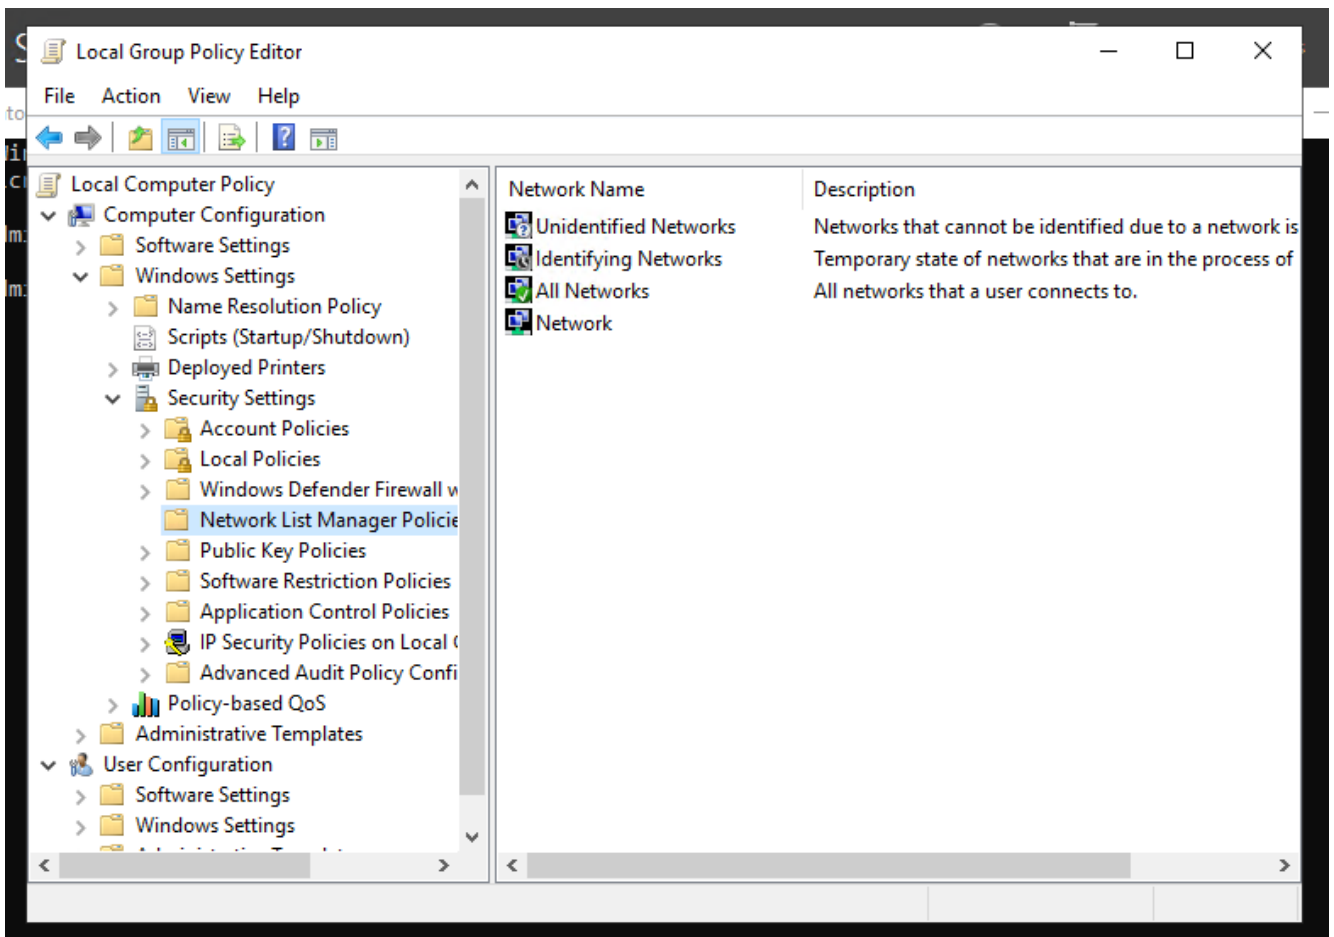 Local Group Policy Editor
File Action View Help
Local Computer Policy
Computer Configuration
Software Settings
Windows Settings
Name Resolution Policy
Scripts (Startup/Shutdown)
Deployed Printers
Security Settings
Account Policies
Local Policies
Windows Defender Firewall w
Network List Manager Policie
Public Key Policies
Software Restriction Policies
Application Control Policies
IP Security Policies on Local
Advanced Audit Policy Confi
Policy-based QoS
Administrative Templates
User Configuration
Software Settings
Windows Settings
Network Name Description
Unidentified Networks Networks that cannot be identified due to a network is
Identifying Networks Temporary state of networks that are in the process of
All Networks All networks that a user connects to.
Network